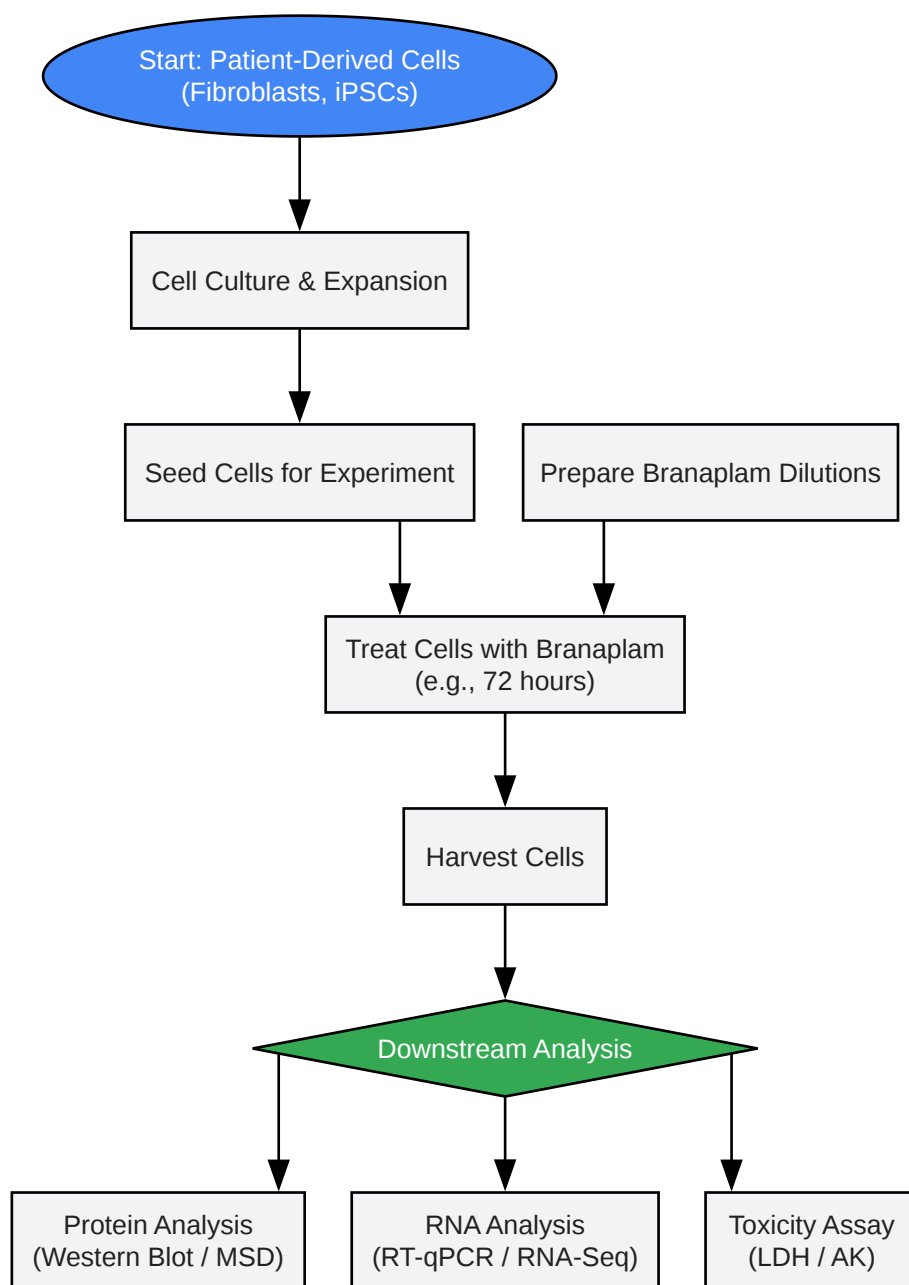 Start: Patient-Derived Cells
(Fibroblasts, iPSCs)
Cell Culture & Expansion
Seed Cells for Experiment
Prepare Branaplam Dilutions
Treat Cells with Branaplam
(e.g., 72 hours)
Harvest Cells
Downstream Analysis
Protein Analysis
(Western Blot / MSD)
RNA Analysis
(RT-qPCR / RNA-Seq)
Toxicity Assay
(LDH / AK)